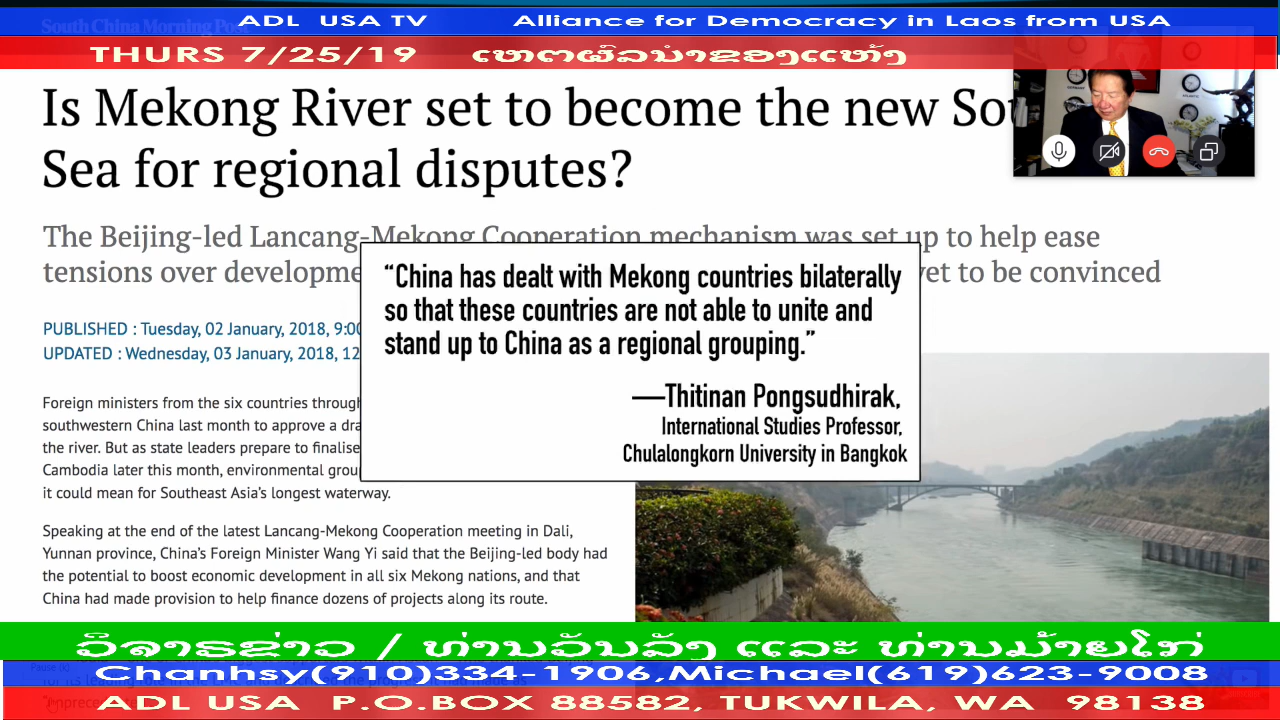 South China Morning Post
ADL USA TV Alliance for Democracy in Laos from USA
THURS 7/25/19 ເຫດຜົລນຳຂອງແຫ້ງ
Is Mekong River set to become the new Sou
Sea for regional disputes?
The Beijing-led Lancang-Mekong Cooperation mechanism was set up to help ease
tensions over developme yet to be convinced
“China has dealt with Mekong countries bilaterally
so that these countries are not able to unite and
stand up to China as a regional grouping.”
—Thitinan Pongsudhirak,
International Studies Professor,
Chulalongkorn University in Bangkok
PUBLISHED : Tuesday, 02 January, 2018, 9:00
UPDATED : Wednesday, 03 January, 2018, 12
Foreign ministers from the six countries through
southwestern China last month to approve a dra
the river. But as state leaders prepare to finalise
Cambodia later this month, environmental grou
it could mean for Southeast Asia’s longest waterway.
Speaking at the end of the latest Lancang-Mekong Cooperation meeting in Dali,
Yunnan province, China’s Foreign Minister Wang Yi said that the Beijing-led body had
the potential to boost economic development in all six Mekong nations, and that
China had made provision to help finance dozens of projects along its route.
ວິຈາຣຂ່າວ / ທ່ານວັນລັງ ແລະ ທ່ານນ້າຍໂກ່
Chansy,(910)334-1906,Michael(619)623-9008
ADL USA P.O.BOX 88582, TUKWILA, WA 98138